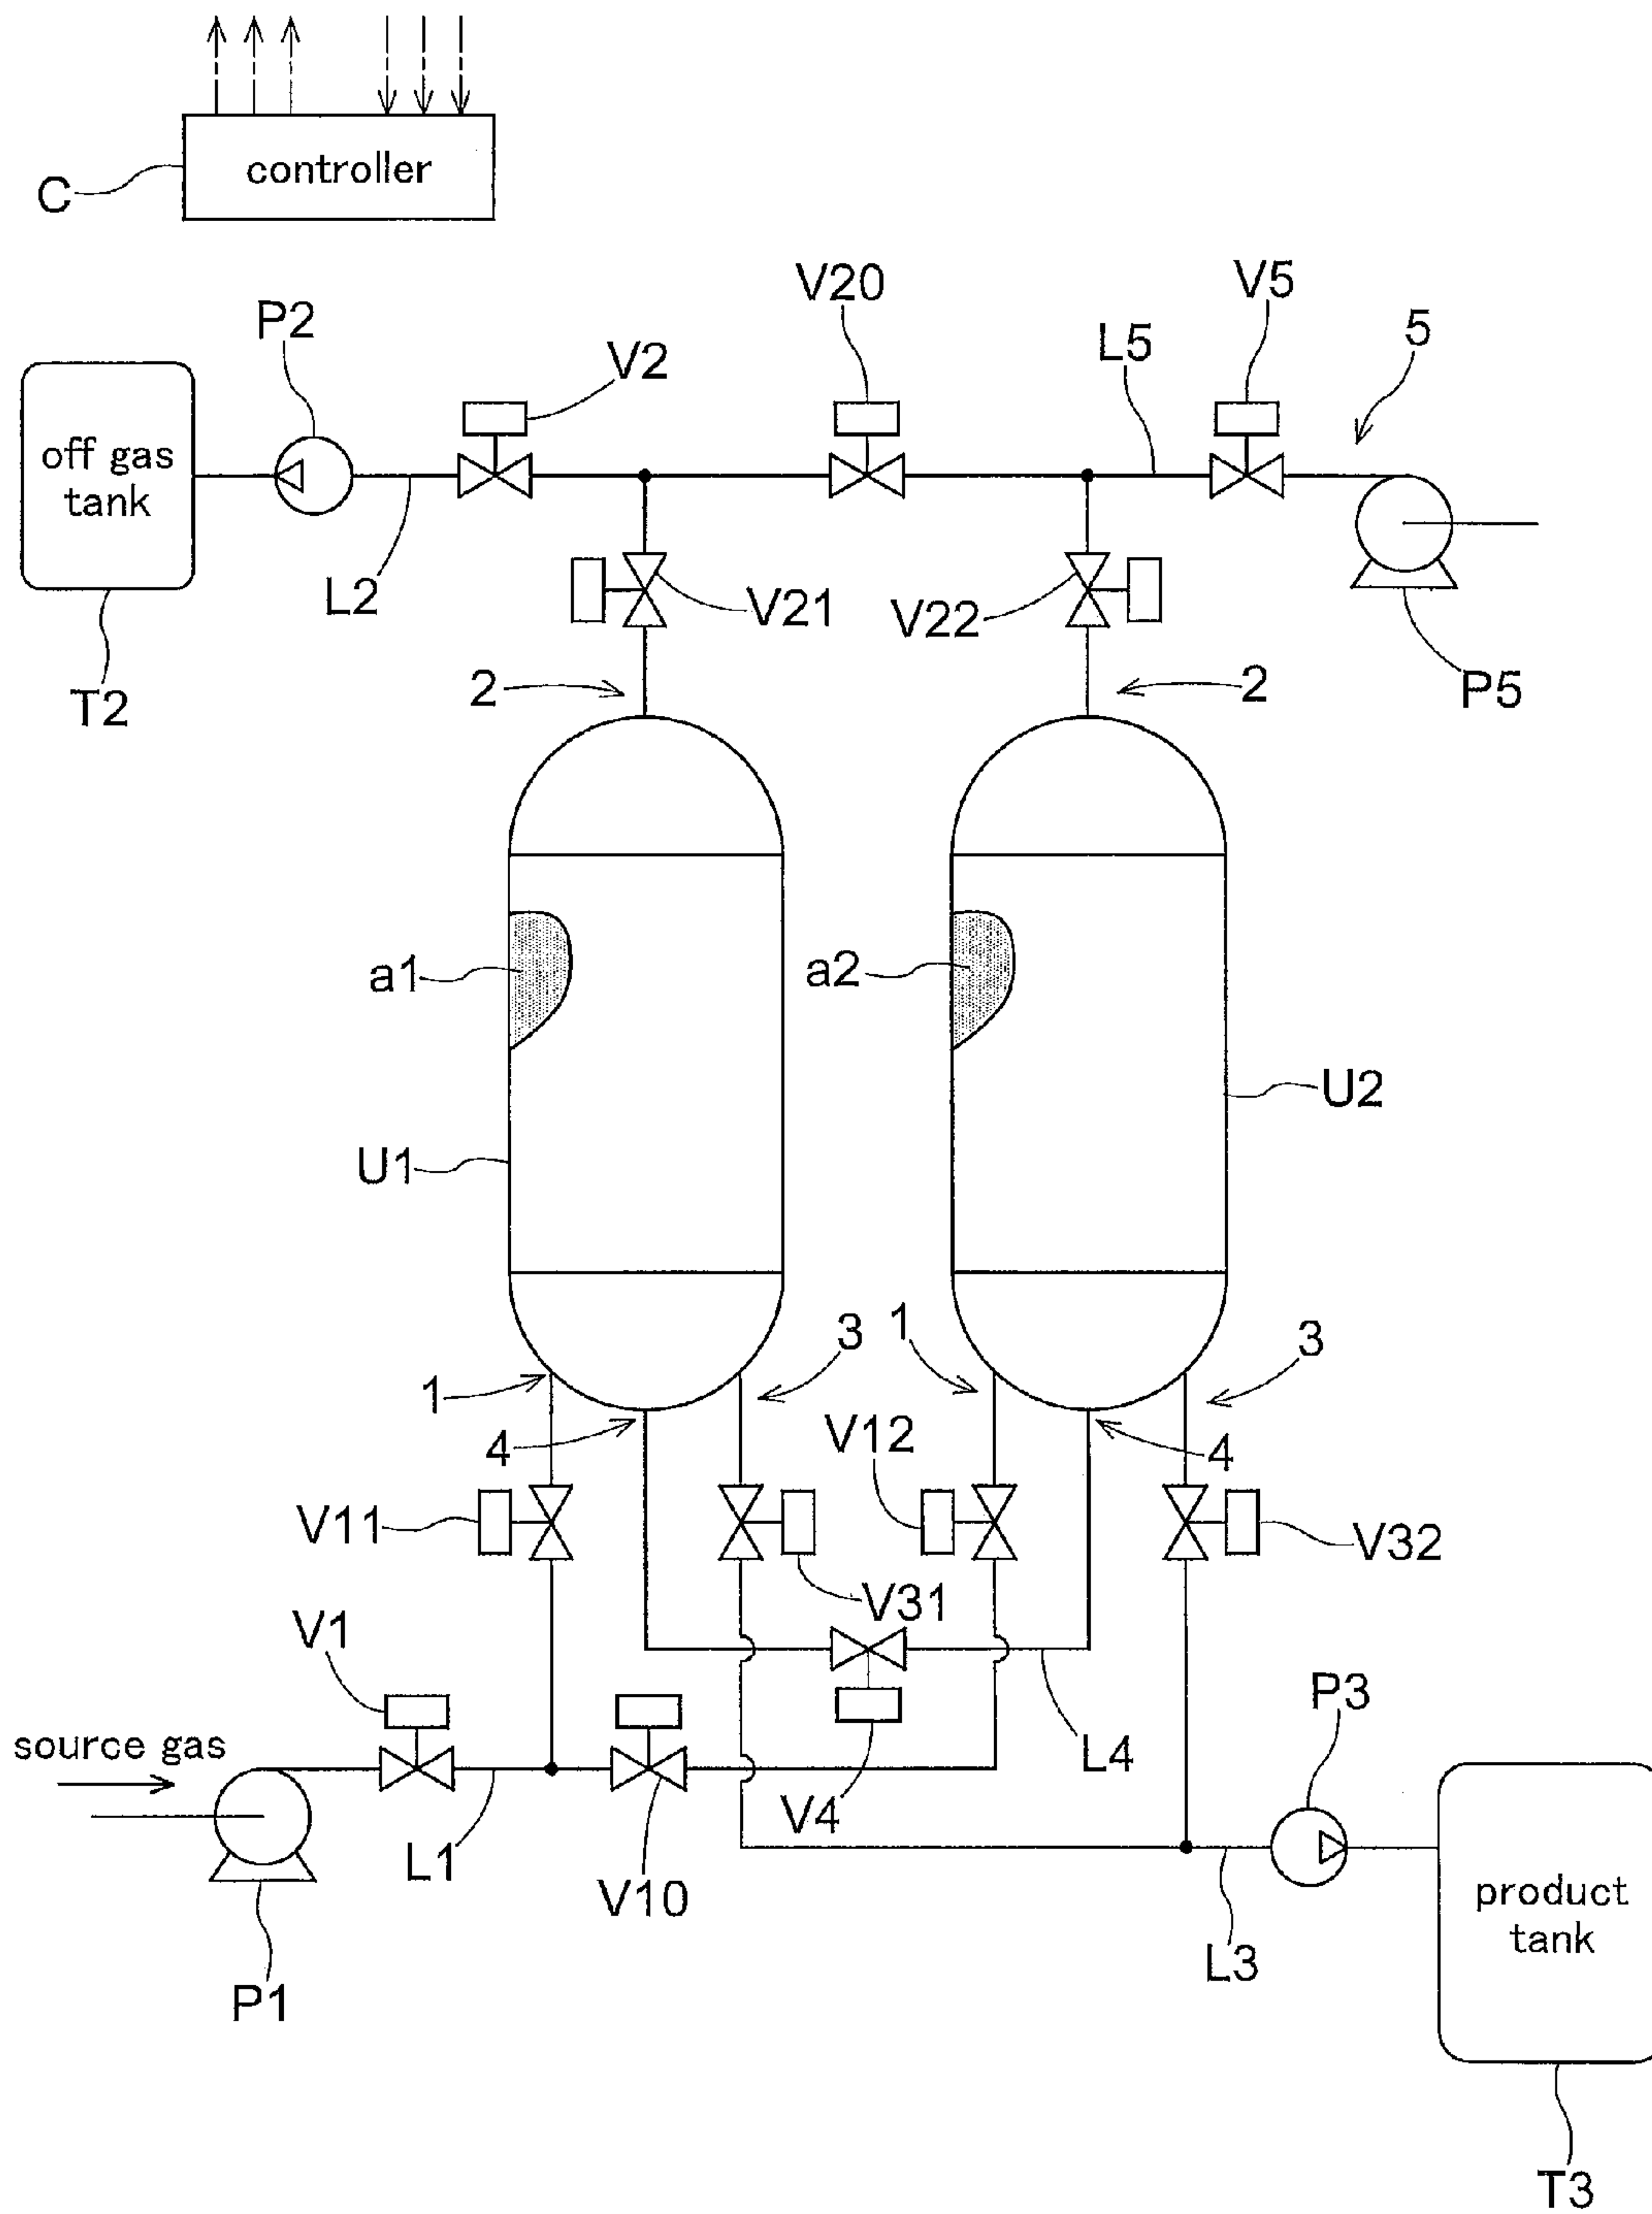 C
controller
V20
V5
P2
V2
L5
5
off gas
tank
L2
V21
V22
T2
2
2
P5
a1
a2
U2
U1
1
3
1
3
4
V12
4
V11
V31
V32
V1
P3
source gas
L4
V4
L1
V10
product
tank
L3
P1
T3